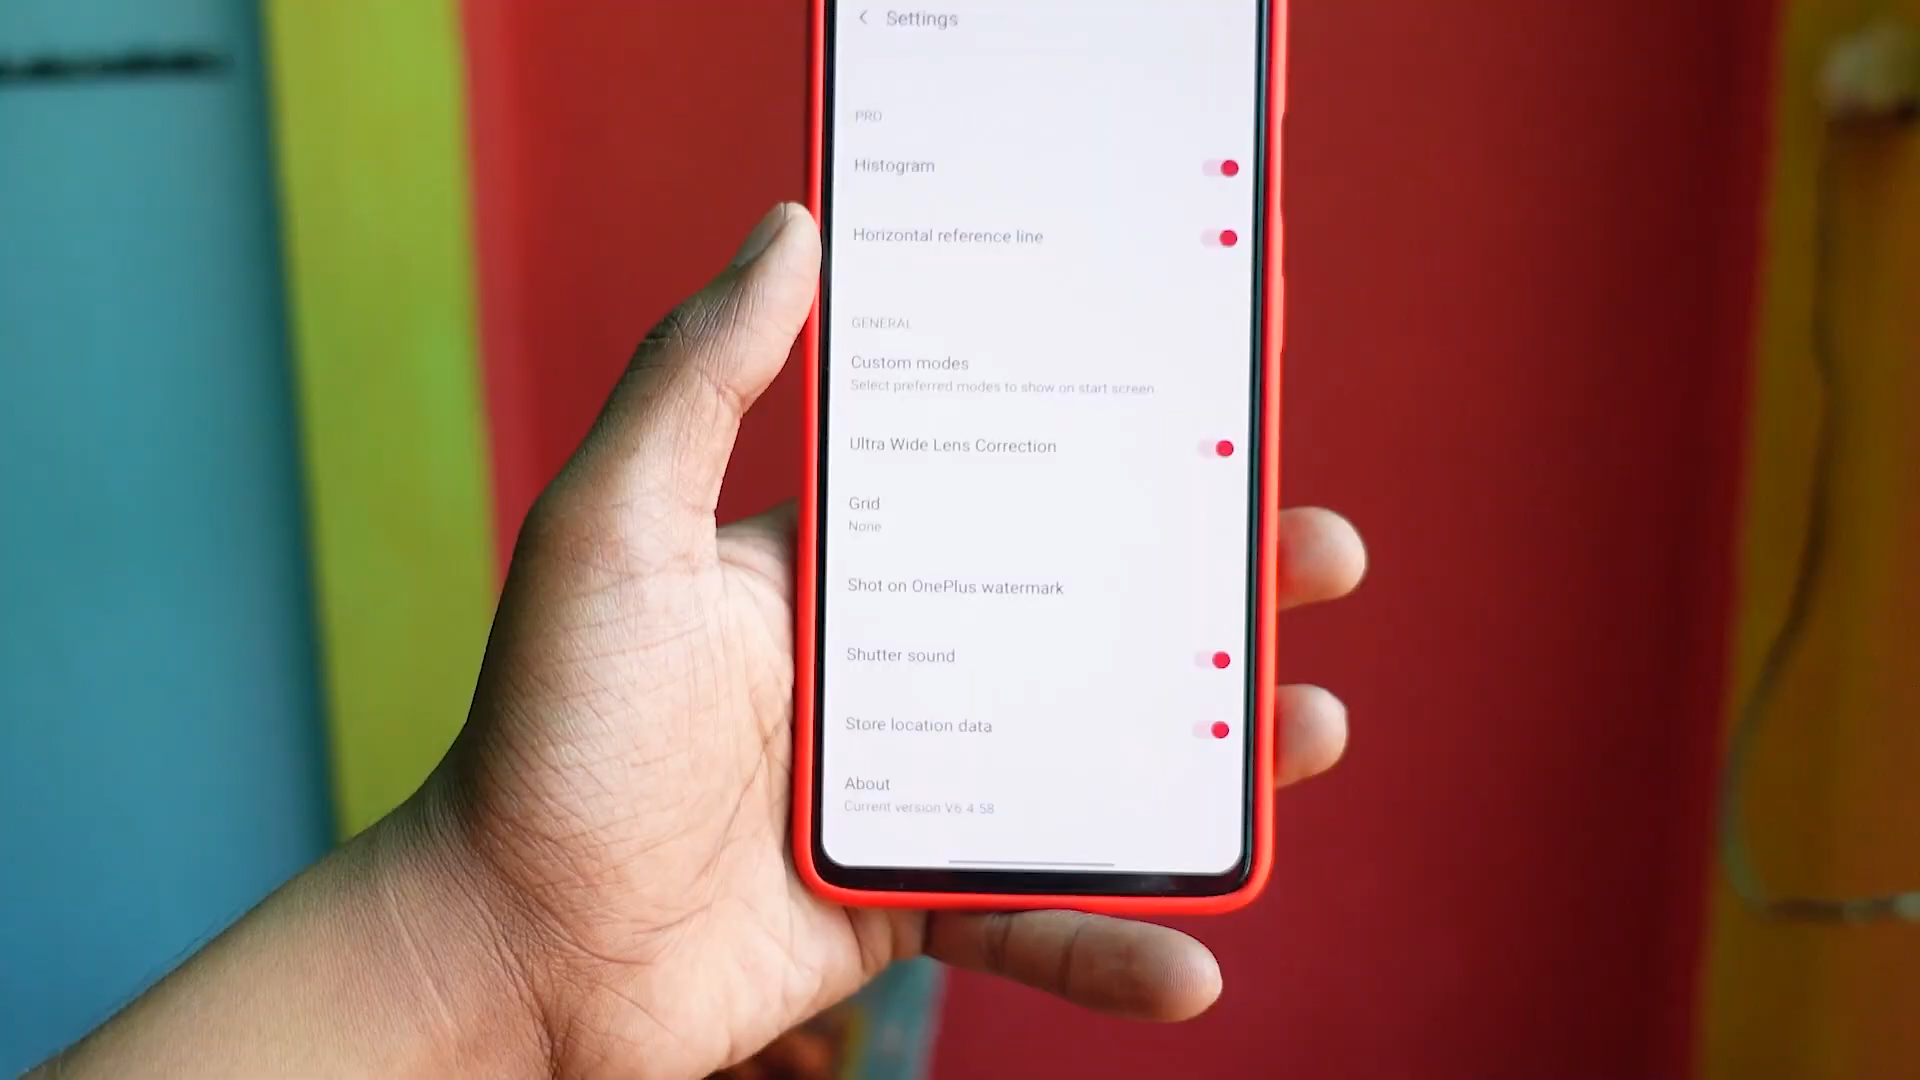 Settings
PRO
Histogram
Horizontal reference line
GENERAL
Custom modes
Select preferred modes to show on start screen
Ultra Wide Lens Correction
Grid
None
Shot on OnePlus watermark
Shutter sound
Store location data
About
Current version V6.4.58